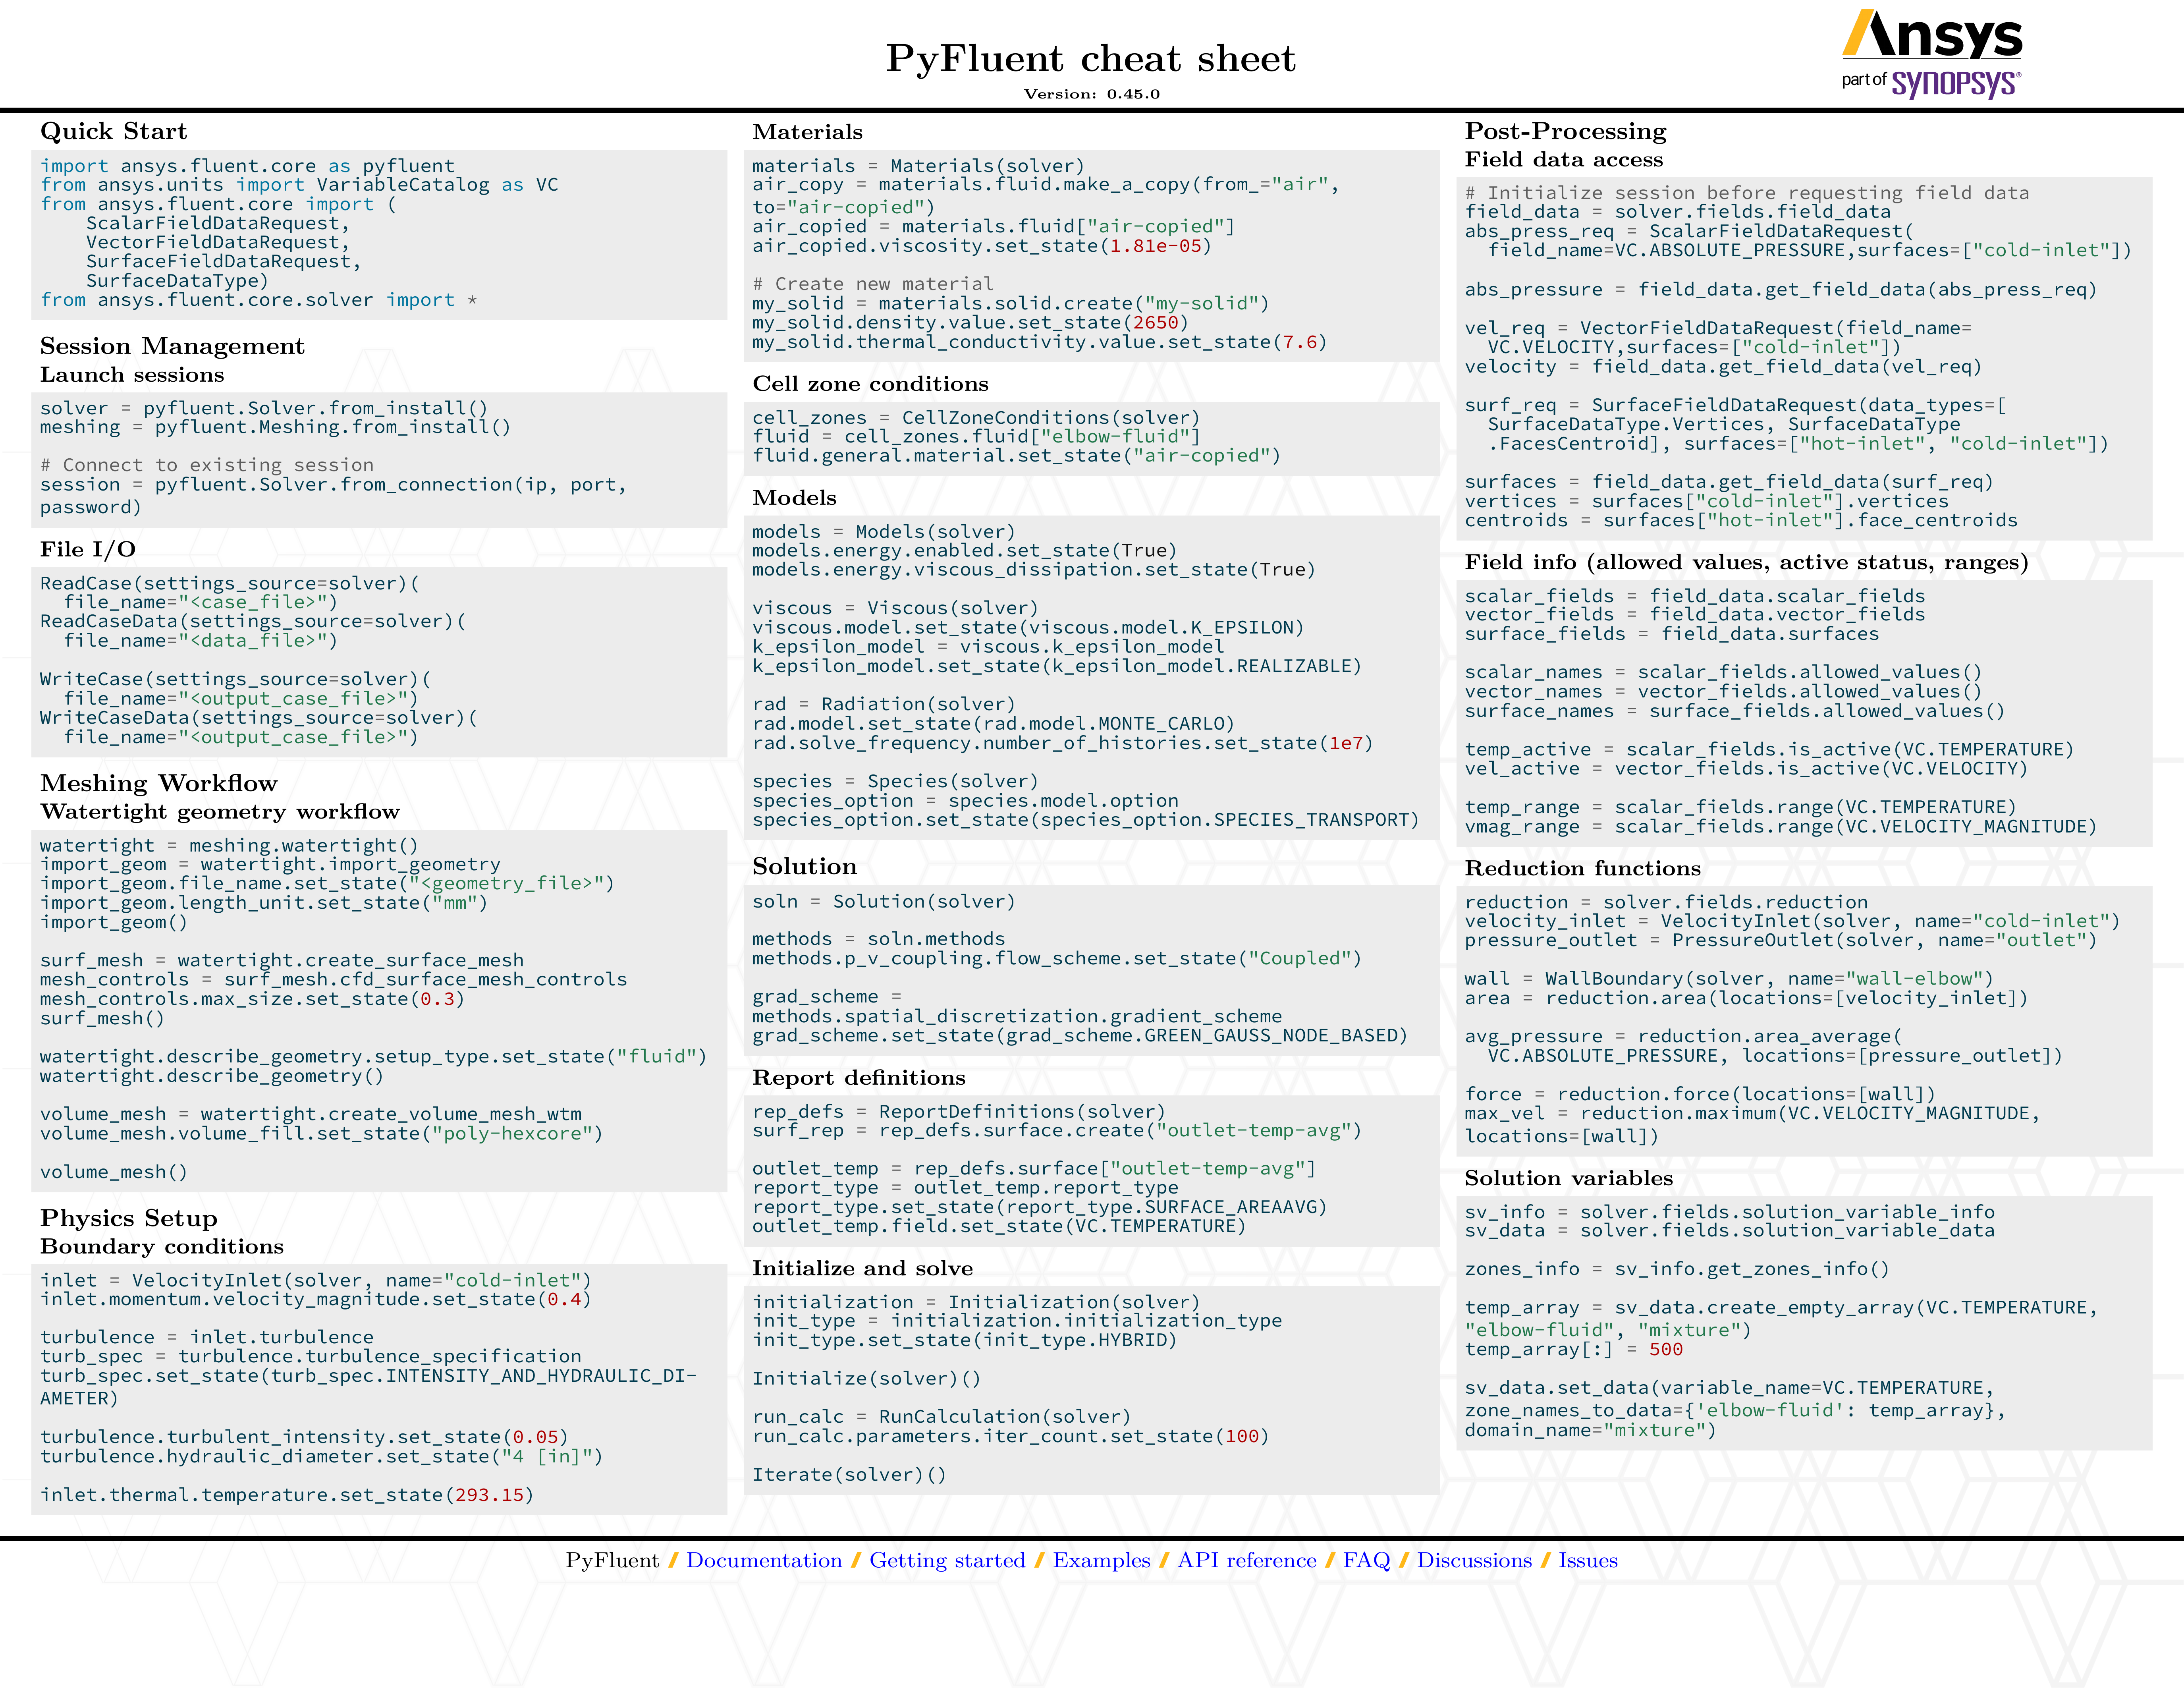 PyFluent cheat sheet
Version: 0.45.0
Ansys
part of SYNOPSYS®
Quick Start
import ansys.fluent.core as pyfluent
from ansys.units import VariableCatalog as VC
from ansys.fluent.core import (
    ScalarFieldDataRequest,
    VectorFieldDataRequest,
    SurfaceFieldDataRequest,
    SurfaceDataType)
from ansys.fluent.core.solver import *
Session Management
Launch sessions
solver = pyfluent.Solver.from_install()
meshing = pyfluent.Meshing.from_install()
# Connect to existing session
session = pyfluent.Solver.from_connection(ip, port,
password)
File I/O
ReadCase(settings_source=solver)(
  file_name="<case_file>")
ReadCaseData(settings_source=solver)(
  file_name="<data_file>")
WriteCase(settings_source=solver)(
  file_name="<output_case_file>")
WriteCaseData(settings_source=solver)(
  file_name="<output_case_file>")
Meshing Workflow
Watertight geometry workflow
watertight = meshing.watertight()
import_geom = watertight.import_geometry
import_geom.file_name.set_state("<geometry_file>")
import_geom.length_unit.set_state("mm")
import_geom()
surf_mesh = watertight.create_surface_mesh
mesh_controls = surf_mesh.cfd_surface_mesh_controls
mesh_controls.max_size.set_state(0.3)
surf_mesh()
watertight.describe_geometry.setup_type.set_state("fluid")
watertight.describe_geometry()
volume_mesh = watertight.create_volume_mesh_wtm
volume_mesh.volume_fill.set_state("poly-hexcore")
volume_mesh()
Physics Setup
Boundary conditions
inlet = VelocityInlet(solver, name="cold-inlet")
inlet.momentum.velocity_magnitude.set_state(0.4)
turbulence = inlet.turbulence
turb_spec = turbulence.turbulence_specification
turb_spec.set_state(turb_spec.INTENSITY_AND_HYDRAULIC_DI-
AMETER)
turbulence.turbulent_intensity.set_state(0.05)
turbulence.hydraulic_diameter.set_state("4 [in]")
inlet.thermal.temperature.set_state(293.15)
Materials
materials = Materials(solver)
air_copy = materials.fluid.make_a_copy(from_="air",
to="air-copied")
air_copied = materials.fluid["air-copied"]
air_copied.viscosity.set_state(1.81e-05)
# Create new material
my_solid = materials.solid.create("my-solid")
my_solid.density.value.set_state(2650)
my_solid.thermal_conductivity.value.set_state(7.6)
Cell zone conditions
cell_zones = CellZoneConditions(solver)
fluid = cell_zones.fluid["elbow-fluid"]
fluid.general.material.set_state("air-copied")
Models
models = Models(solver)
models.energy.enabled.set_state(True)
models.energy.viscous_dissipation.set_state(True)
viscous = Viscous(solver)
viscous.model.set_state(viscous.model.K_EPSILON)
k_epsilon_model = viscous.k_epsilon_model
k_epsilon_model.set_state(k_epsilon_model.REALIZABLE)
rad = Radiation(solver)
rad.model.set_state(rad.model.MONTE_CARLO)
rad.solve_frequency.number_of_histories.set_state(1e7)
species = Species(solver)
species_option = species.model.option
species_option.set_state(species_option.SPECIES_TRANSPORT)
Solution
soln = Solution(solver)
methods = soln.methods
methods.p_v_coupling.flow_scheme.set_state("Coupled")
grad_scheme =
methods.spatial_discretization.gradient_scheme
grad_scheme.set_state(grad_scheme.GREEN_GAUSS_NODE_BASED)
Report definitions
rep_defs = ReportDefinitions(solver)
surf_rep = rep_defs.surface.create("outlet-temp-avg")
outlet_temp = rep_defs.surface["outlet-temp-avg"]
report_type = outlet_temp.report_type
report_type.set_state(report_type.SURFACE_AREAAVG)
outlet_temp.field.set_state(VC.TEMPERATURE)
Initialize and solve
initialization = Initialization(solver)
init_type = initialization.initialization_type
init_type.set_state(init_type.HYBRID)
Initialize(solver)()
run_calc = RunCalculation(solver)
run_calc.parameters.iter_count.set_state(100)
Iterate(solver)()
Post-Processing
Field data access
# Initialize session before requesting field data
field_data = solver.fields.field_data
abs_press_req = ScalarFieldDataRequest(
  field_name=VC.ABSOLUTE_PRESSURE,surfaces=["cold-inlet"])
abs_pressure = field_data.get_field_data(abs_press_req)
vel_req = VectorFieldDataRequest(field_name=
  VC.VELOCITY,surfaces=["cold-inlet"])
velocity = field_data.get_field_data(vel_req)
surf_req = SurfaceFieldDataRequest(data_types=[
  SurfaceDataType.Vertices, SurfaceDataType
  .FacesCentroid], surfaces=["hot-inlet", "cold-inlet"])
surfaces = field_data.get_field_data(surf_req)
vertices = surfaces["cold-inlet"].vertices
centroids = surfaces["hot-inlet"].face_centroids
Field info (allowed values, active status, ranges)
scalar_fields = field_data.scalar_fields
vector_fields = field_data.vector_fields
surface_fields = field_data.surfaces
scalar_names = scalar_fields.allowed_values()
vector_names = vector_fields.allowed_values()
surface_names = surface_fields.allowed_values()
temp_active = scalar_fields.is_active(VC.TEMPERATURE)
vel_active = vector_fields.is_active(VC.VELOCITY)
temp_range = scalar_fields.range(VC.TEMPERATURE)
vmag_range = scalar_fields.range(VC.VELOCITY_MAGNITUDE)
Reduction functions
reduction = solver.fields.reduction
velocity_inlet = VelocityInlet(solver, name="cold-inlet")
pressure_outlet = PressureOutlet(solver, name="outlet")
wall = WallBoundary(solver, name="wall-elbow")
area = reduction.area(locations=[velocity_inlet])
avg_pressure = reduction.area_average(
  VC.ABSOLUTE_PRESSURE, locations=[pressure_outlet])
force = reduction.force(locations=[wall])
max_vel = reduction.maximum(VC.VELOCITY_MAGNITUDE,
locations=[wall])
Solution variables
sv_info = solver.fields.solution_variable_info
sv_data = solver.fields.solution_variable_data
zones_info = sv_info.get_zones_info()
temp_array = sv_data.create_empty_array(VC.TEMPERATURE,
"elbow-fluid", "mixture")
temp_array[:] = 500
sv_data.set_data(variable_name=VC.TEMPERATURE,
zone_names_to_data={'elbow-fluid': temp_array},
domain_name="mixture")
PyFluent / Documentation / Getting started / Examples / API reference / FAQ / Discussions / Issues